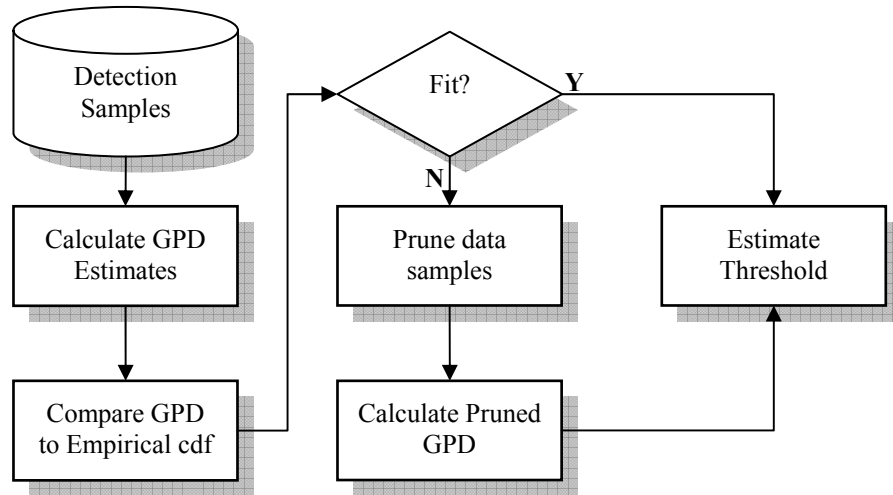 Detection
Samples
Calculate GPD
Estimates
Compare GPD
to Empirical cdf
Fit?
Y
N
Prune data
samples
Calculate Pruned
GPD
Estimate
Threshold